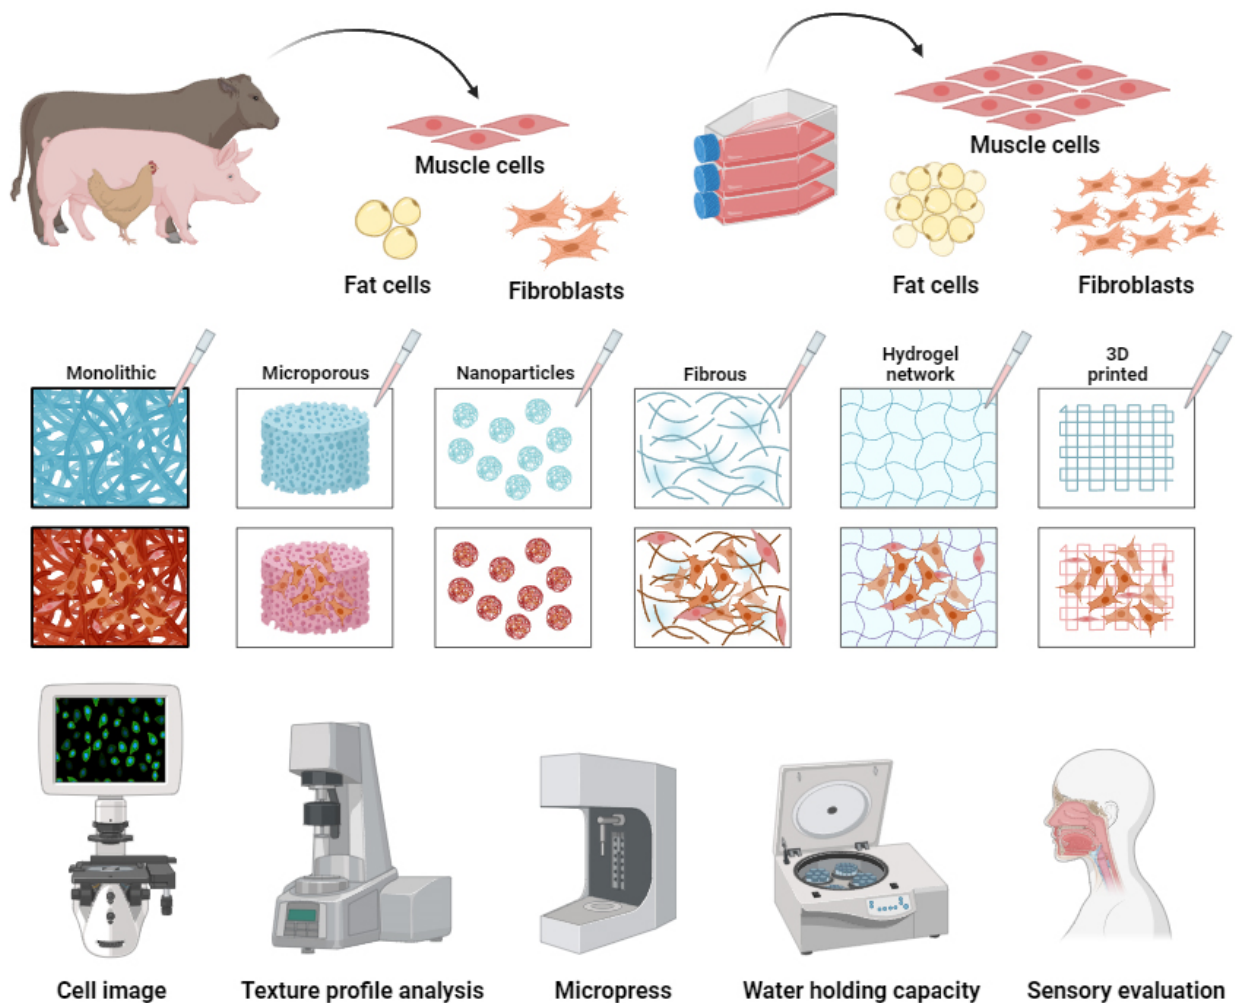 Muscle cells
Muscle cells
Fat cells
Fibroblasts
Fat cells
Fibroblasts
Monolithic
Microporous
Nanoparticles
Fibrous
Hydrogel
network
3D
printed
Cell image
Texture profile analysis
Micropress
Water holding capacity
Sensory evaluation